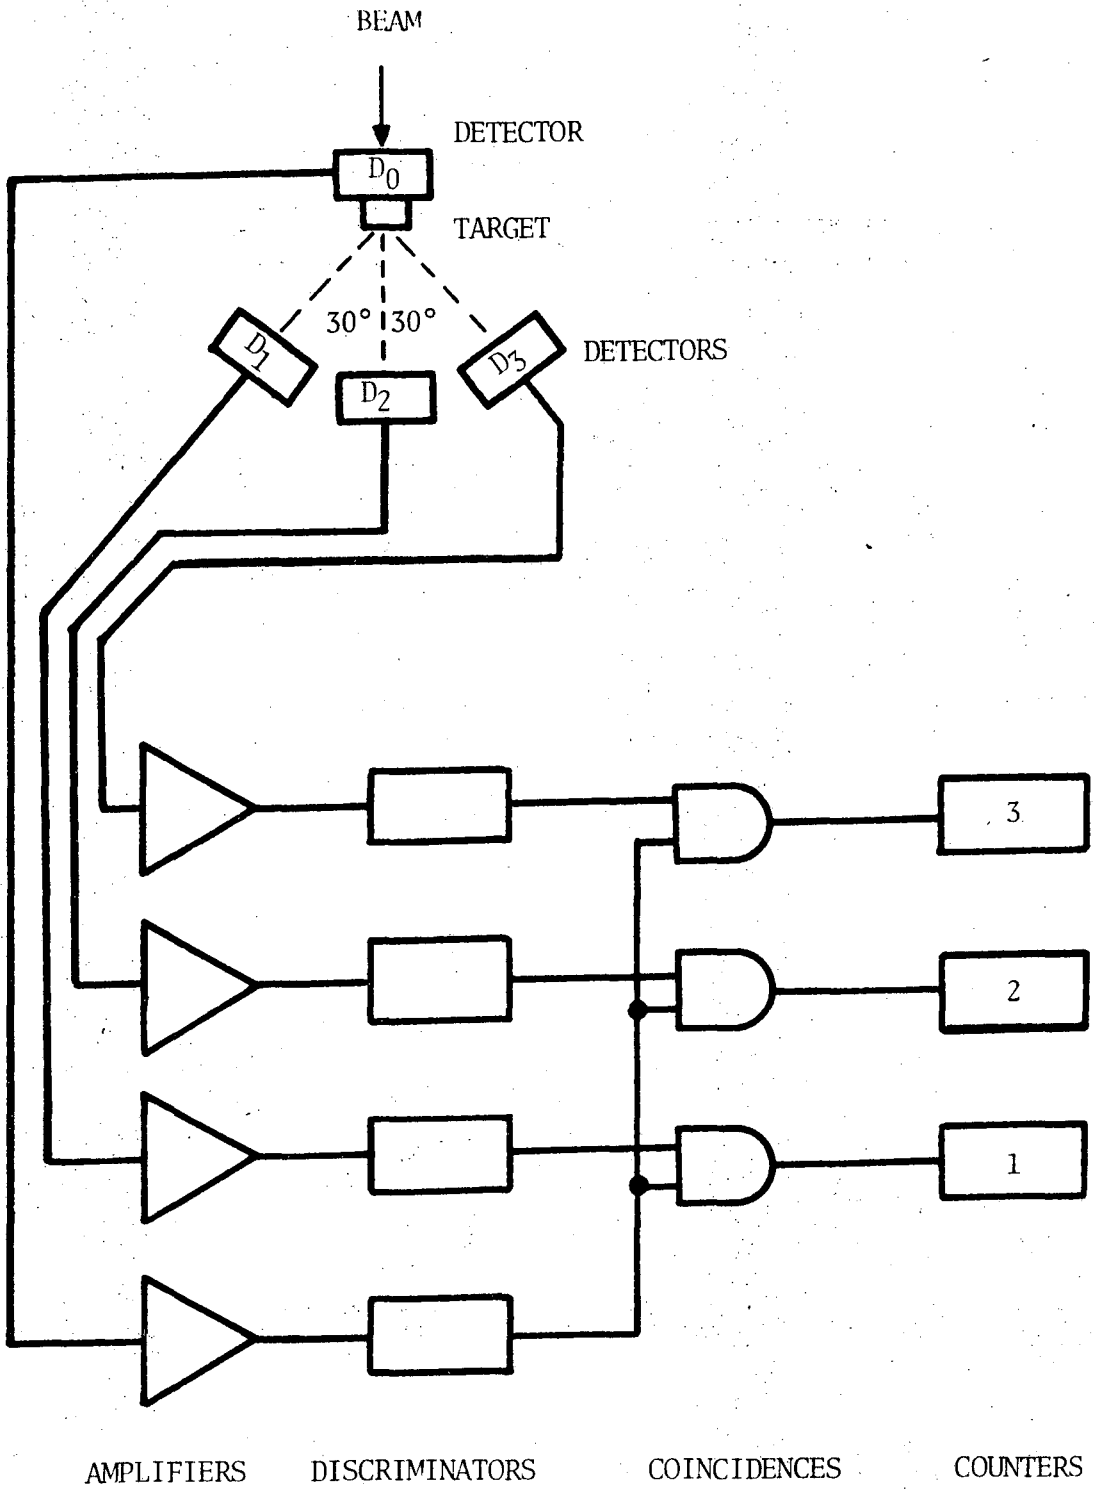 BEAM
DETECTOR
D0
TARGET
30° 30°
D1
D2
D3
DETECTORS
3
2
1
AMPLIFIERS DISCRIMINATORS COINCIDENCES COUNTERS